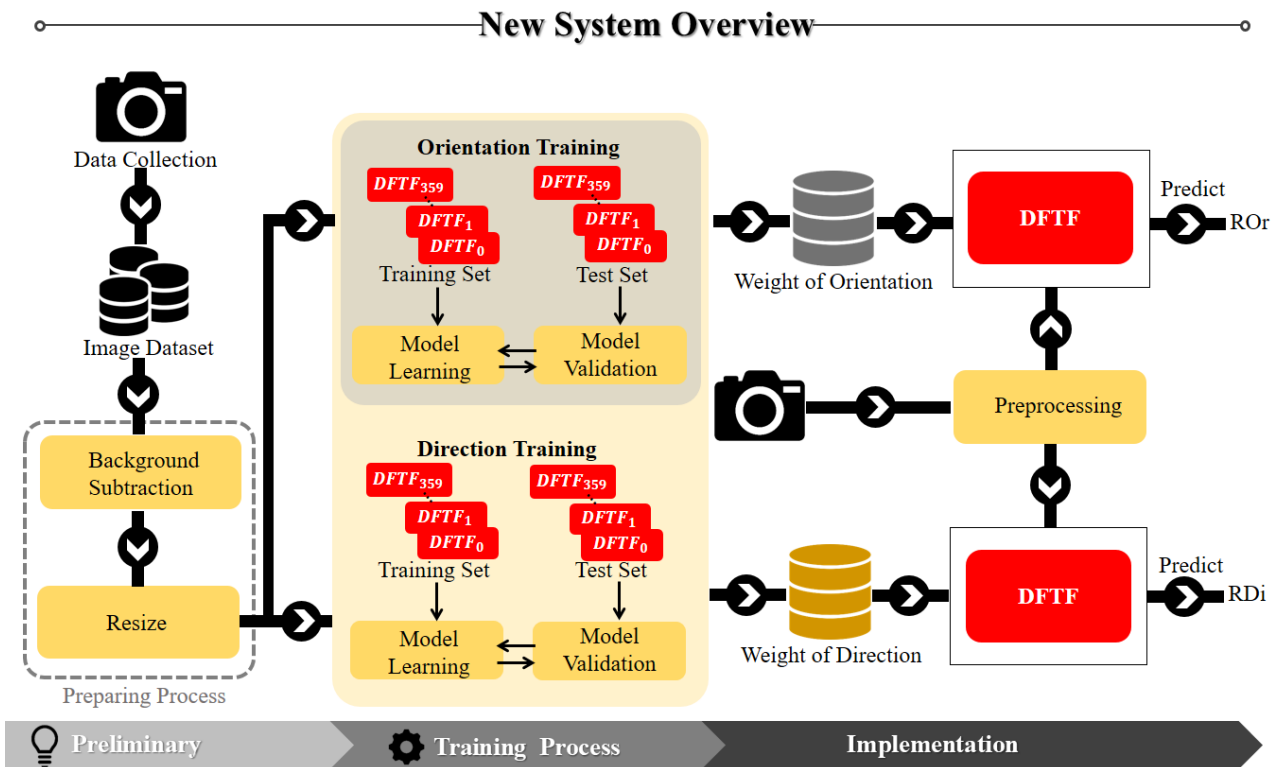 New System Overview
Data Collection
Image Dataset
Background
Subtraction
Resize
Preparing Process
Orientation Training
DFTF₃₅₉
DFTF₁
DFTF₀
Training Set
DFTF₃₅₉
DFTF₁
DFTF₀
Test Set
Model
Learning
Model
Validation
Direction Training
DFTF₃₅₉
DFTF₁
DFTF₀
Training Set
DFTF₃₅₉
DFTF₁
DFTF₀
Test Set
Model
Learning
Model
Validation
Weight of Orientation
DFTF
Predict
ROr
Preprocessing
Weight of Direction
DFTF
Predict
RDi
Preliminary
Training Process
Implementation